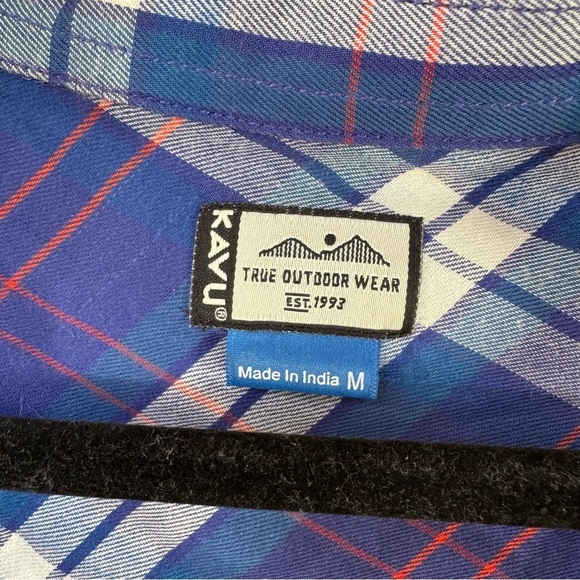 KAVU®
TRUE OUTDOOR WEAR
EST. 1993
Made In India M